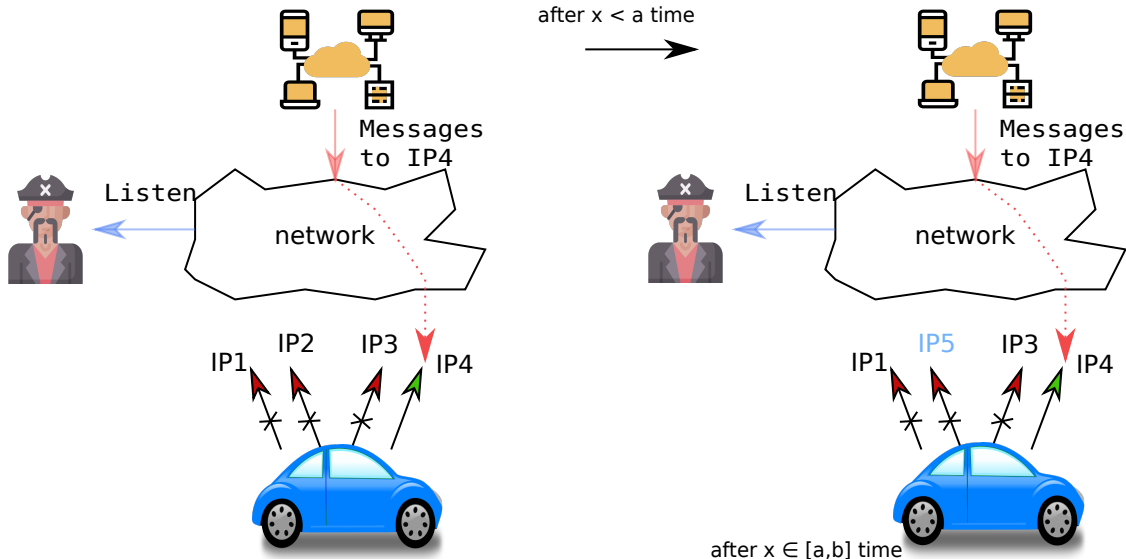 after x < a time
Messages
to IP4
Listen
network
IP1
IP2
IP3
IP4
Messages
to IP4
Listen
network
IP1
IP5
IP3
IP4
after x ∈ [a,b] time